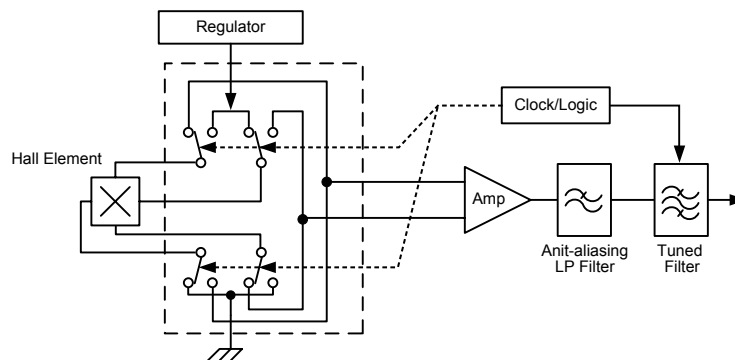 Regulator
Clock/Logic
Hall Element
Amp
Anit-aliasing
LP Filter
Tuned
Filter